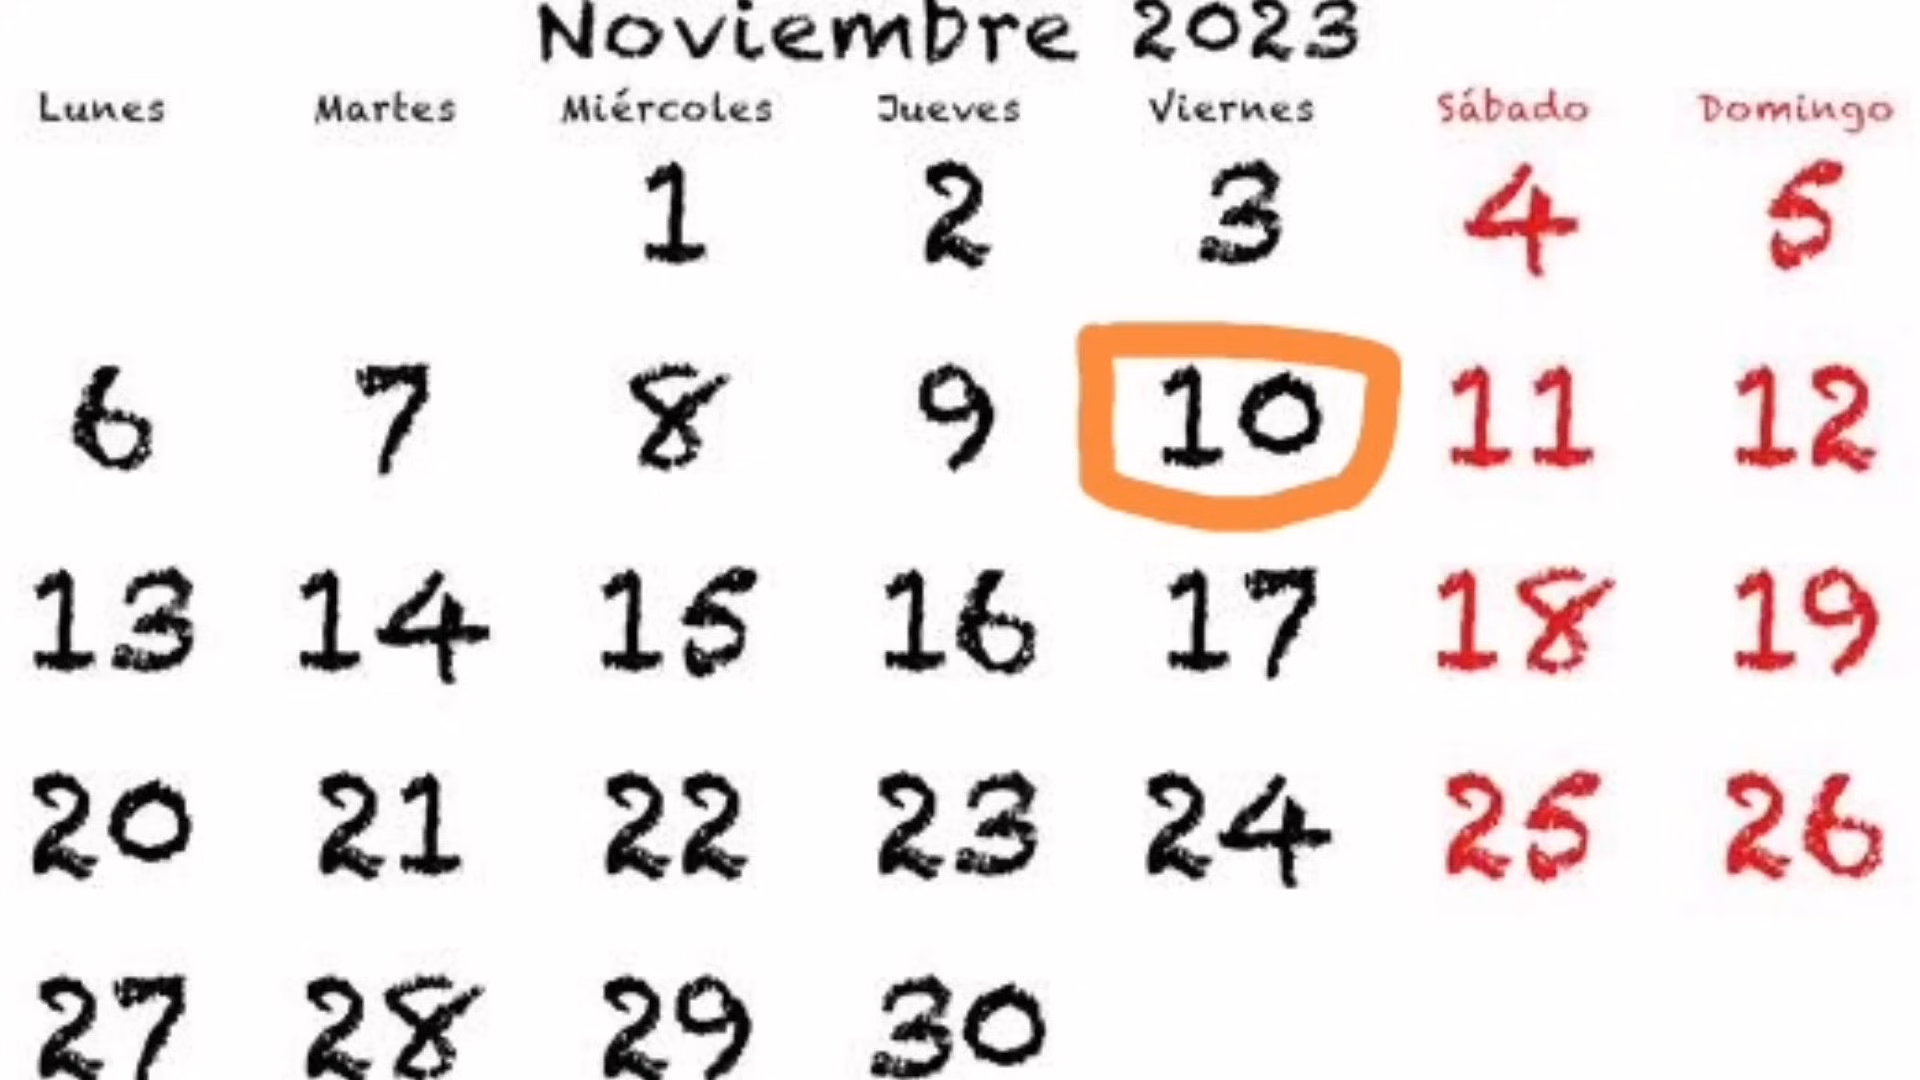 Noviembre 2023
Lunes Martes Miércoles Jueves Viernes Sábado Domingo
1 2 3 4 5
6 7 8 9 10 11 12
13 14 15 16 17 18 19
20 21 22 23 24 25 26
27 28 29 30